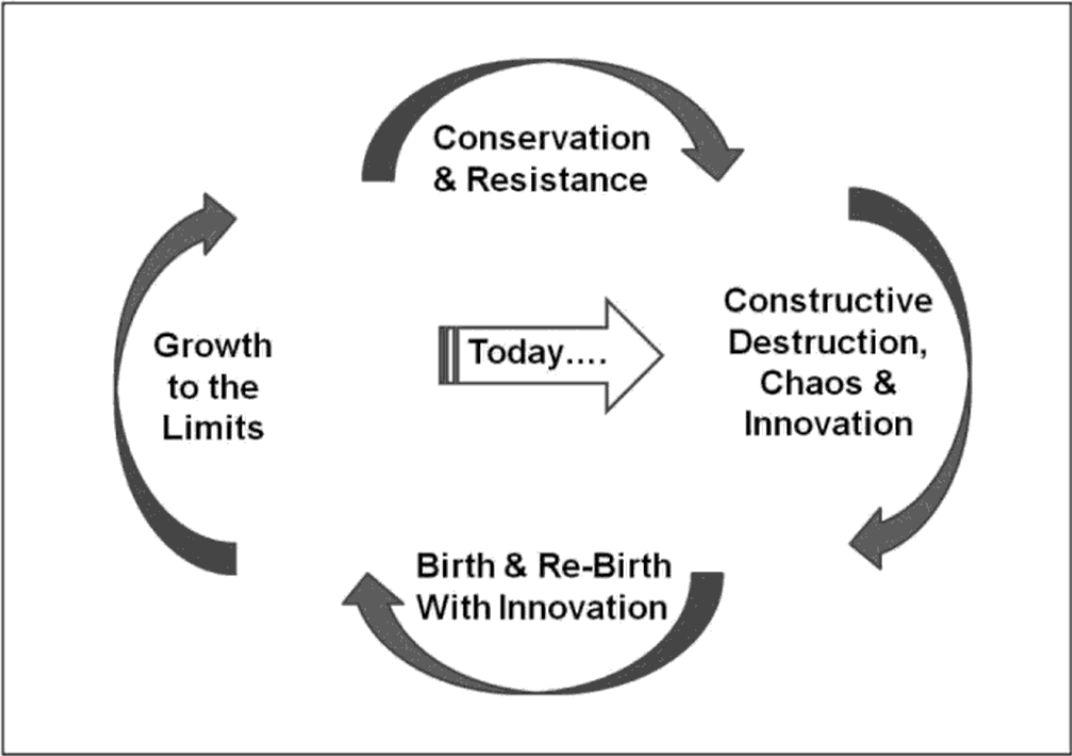 Conservation
& Resistance
Constructive
Destruction,
Chaos &
Innovation
Birth & Re-Birth
With Innovation
Growth
to the
Limits
Today....